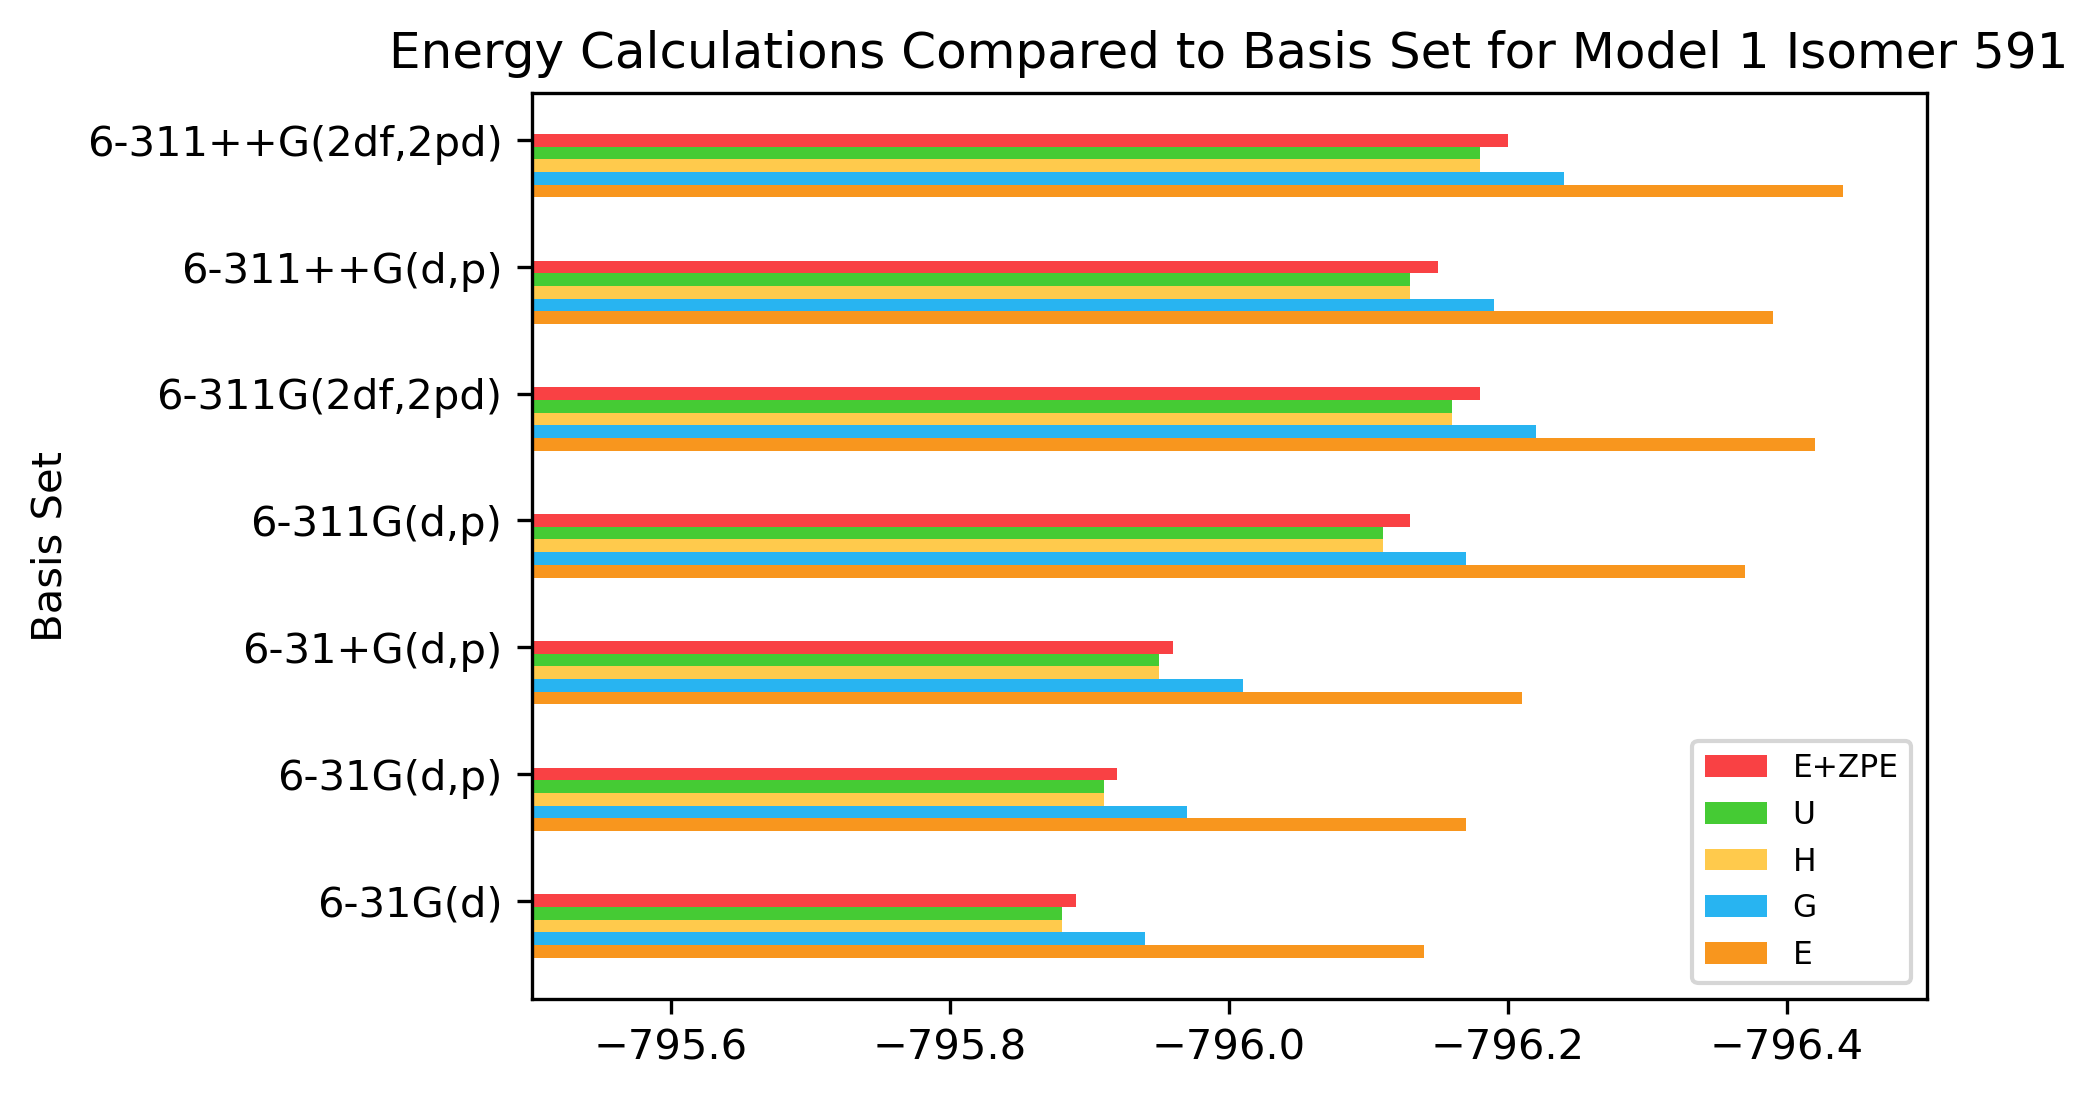 Energy Calculations Compared to Basis Set for Model 1 Isomer 591
6-311++G(2df,2pd)
6-311++G(d,p)
6-311G(2df,2pd)
6-311G(d,p)
6-31+G(d,p)
6-31G(d,p)
6-31G(d)
Basis Set
E+ZPE
U
H
G
E
−795.6 −795.8 −796.0 −796.2 −796.4